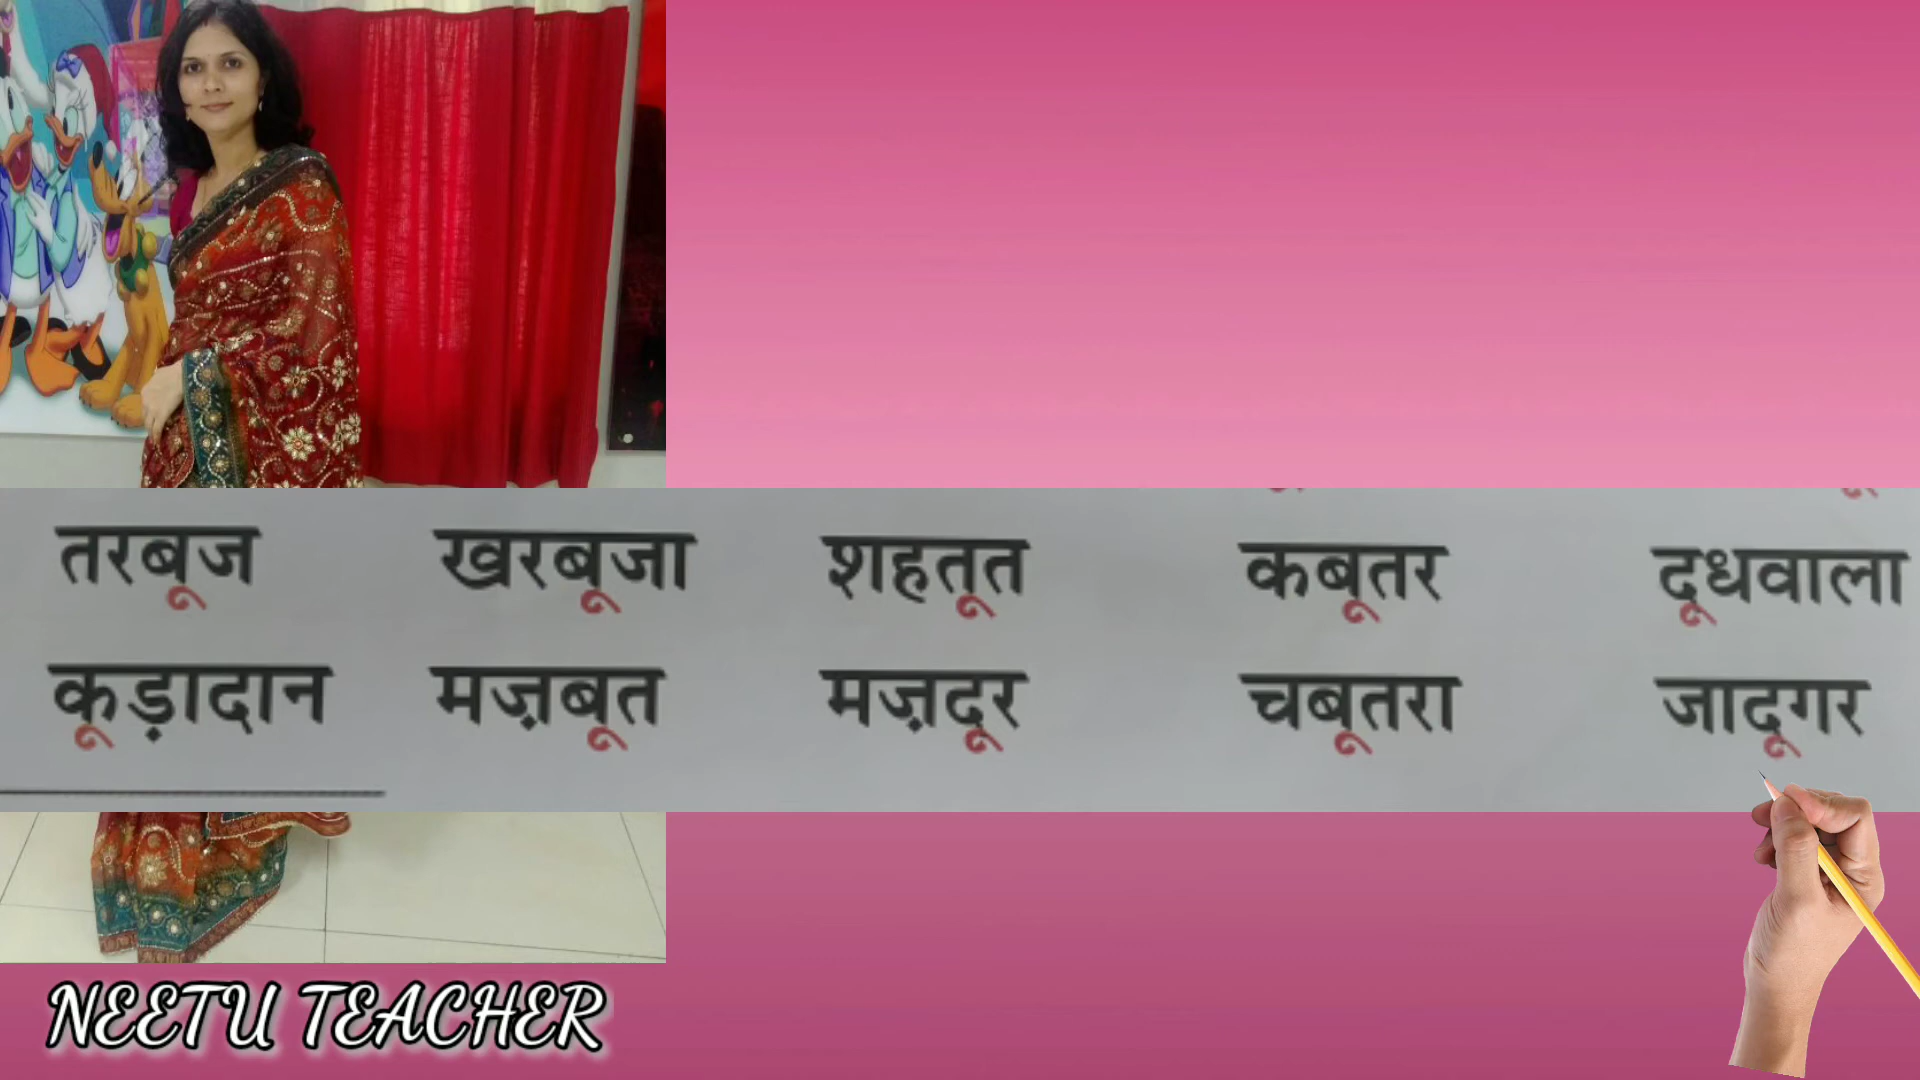 तरबूज खरबूजा शहतूत कबूतर दूधवाला
कूड़ादान मज़बूत मज़दूर चबूतरा जादूगर
NEETU TEACHER